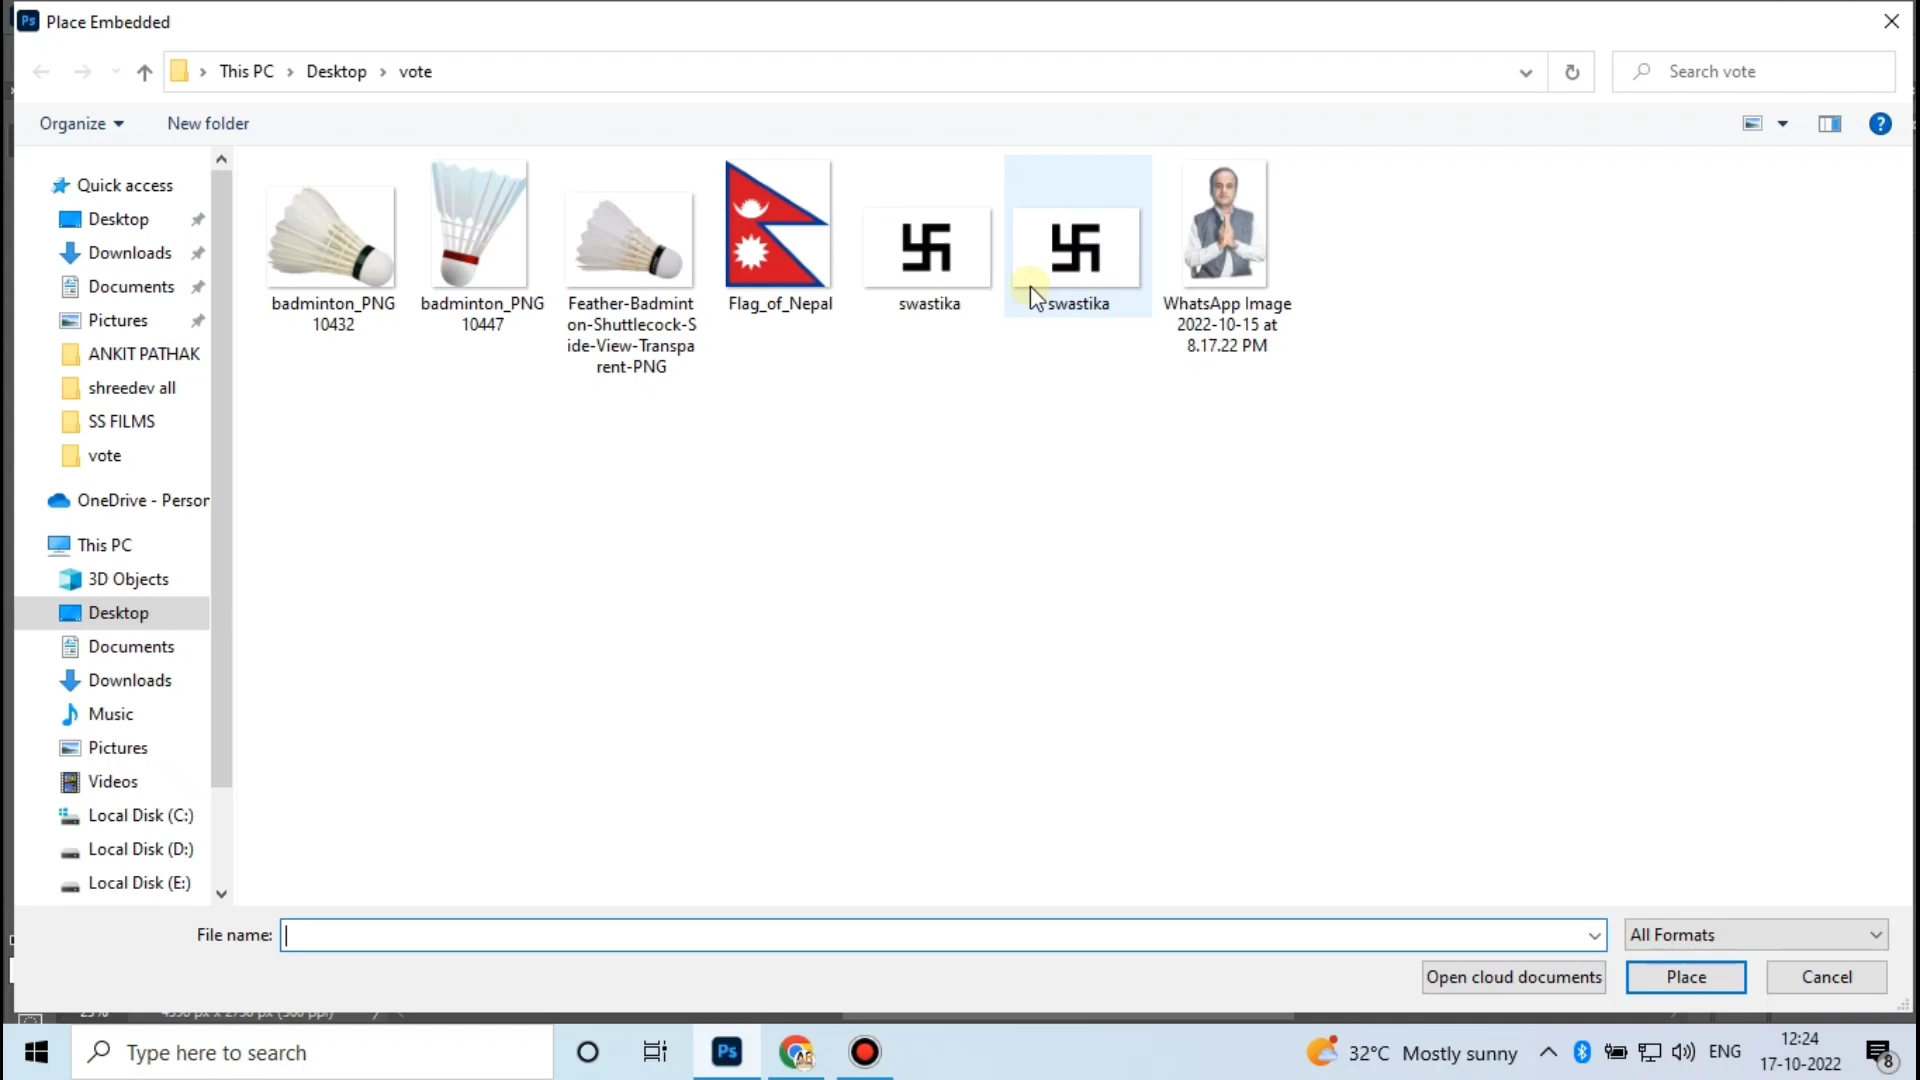 Ps Place Embedded
This PC > Desktop > vote
Search vote
Organize
New folder
Quick access
Desktop
Downloads
Documents
Pictures
ANKIT PATHAK
shreedev all
SS FILMS
vote
OneDrive - Person
This PC
3D Objects
Desktop
Documents
Downloads
Music
Pictures
Videos
Local Disk (C:)
Local Disk (D:)
Local Disk (E:)
badminton_PNG
10432
badminton_PNG
10447
Feather-Badmint
on-Shuttlecock-S
ide-View-Transpa
rent-PNG
Flag_of_Nepal
swastika
swastika
WhatsApp Image
2022-10-15 at
8.17.22 PM
File name:
All Formats
Open cloud documents
Place
Cancel
Type here to search
Ps
32°C Mostly sunny
ENG
12:24
17-10-2022
8